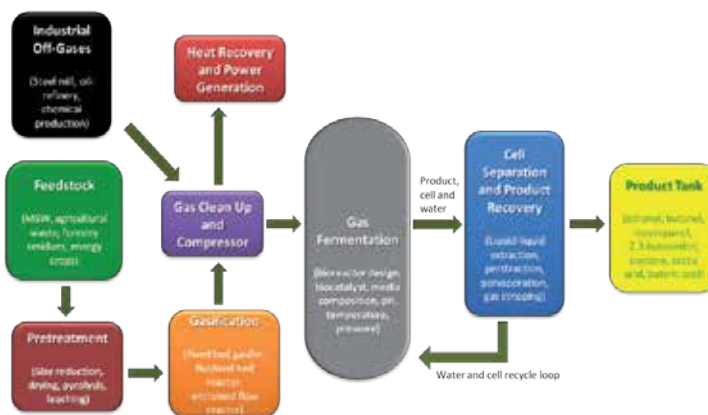 Industrial
Off-Gases
(Steel mill, oil-
refinery,
chemical
production)
Heat Recovery
and Power
Generation
Feedstock
(MSW, agricultural
waste, forestry
residues, energy
crops)
Gas Clean Up
and
Compressor
Pretreatment
(Size reduction,
drying, pyrolysis,
leaching)
Gasification
(Fixed bed gasifier,
fluidized bed
reactor,
entrained flow
reactor)
Gas
Fermentation
(Bioreactor design,
biocatalyst, media
composition, pH,
temperature,
pressure)
Product,
cell and
water
Cell
Separation
and Product
Recovery
(Liquid-liquid
extraction,
perstraction,
pervaporation,
gas stripping)
Water and cell recycle loop
Product Tank
(Ethanol, butanol,
isopropanol,
2,3-butanediol,
acetone, acetic
acid, butyric acid)